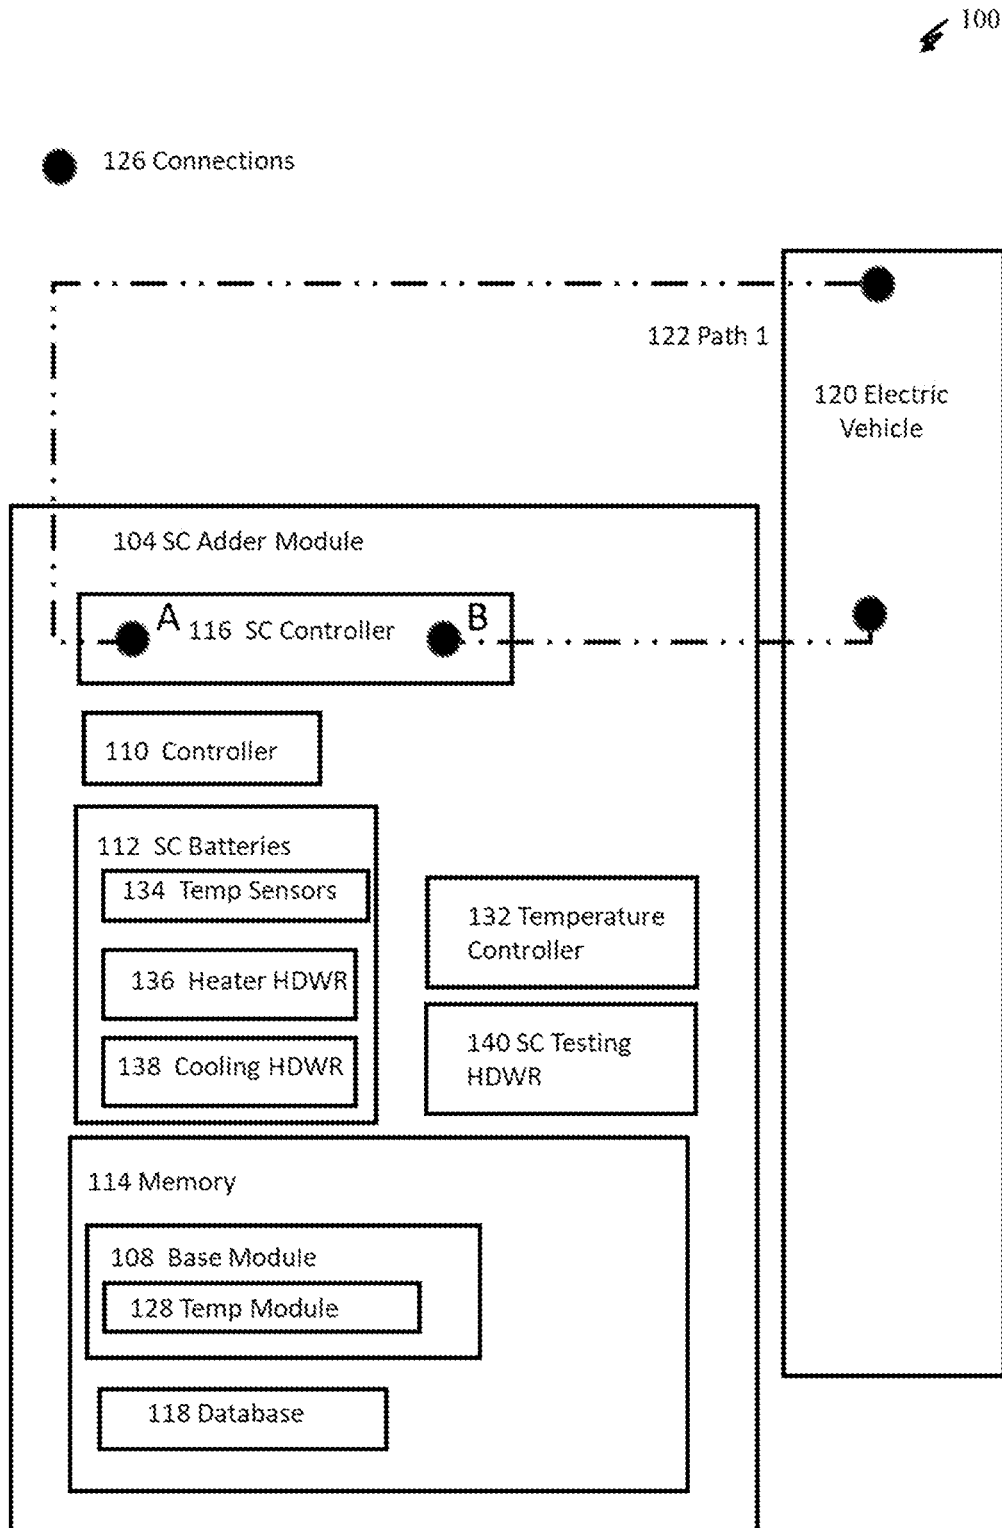 100
126 Connections
122 Path 1
120 Electric
Vehicle
104 SC Adder Module
A
116 SC Controller
B
110 Controller
112 SC Batteries
134 Temp Sensors
136 Heater HDWR
138 Cooling HDWR
132 Temperature
Controller
140 SC Testing
HDWR
114 Memory
108 Base Module
128 Temp Module
118 Database